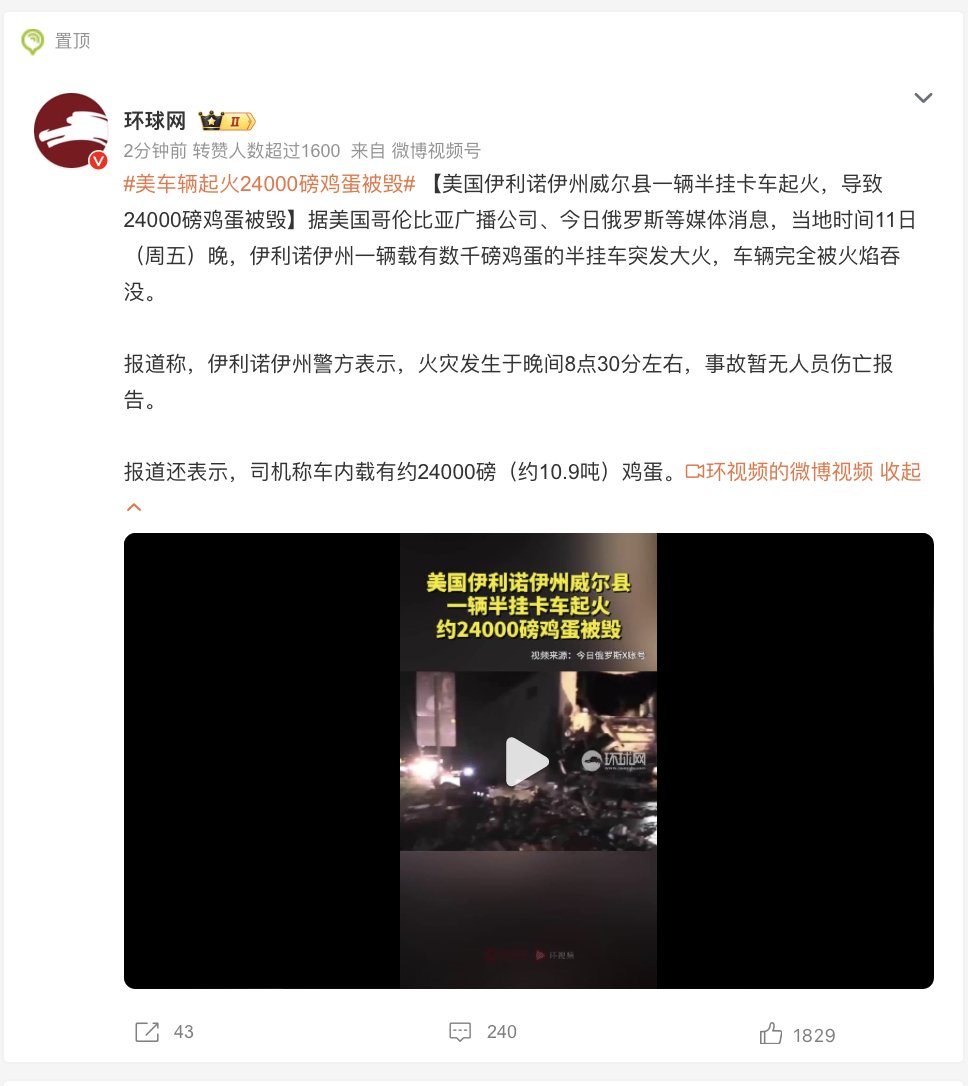 置顶
环球网 II
2分钟前 转赞人数超过1600 来自 微博视频号
#美车辆起火24000磅鸡蛋被毁# 【美国伊利诺伊州威尔县一辆半挂卡车起火，导致
24000磅鸡蛋被毁】据美国哥伦比亚广播公司、今日俄罗斯等媒体消息，当地时间11日
（周五）晚，伊利诺伊州一辆载有数千磅鸡蛋的半挂车突发大火，车辆完全被火焰吞
没。
报道称，伊利诺伊州警方表示，火灾发生于晚间8点30分左右，事故暂无人员伤亡报
告。
报道还表示，司机称车内载有约24000磅（约10.9吨）鸡蛋。环视频的微博视频 收起
美国伊利诺伊州威尔县
一辆半挂卡车起火
约24000磅鸡蛋被毁
视频来源：今日俄罗斯X账号
环球网
环视频
43
240
1829